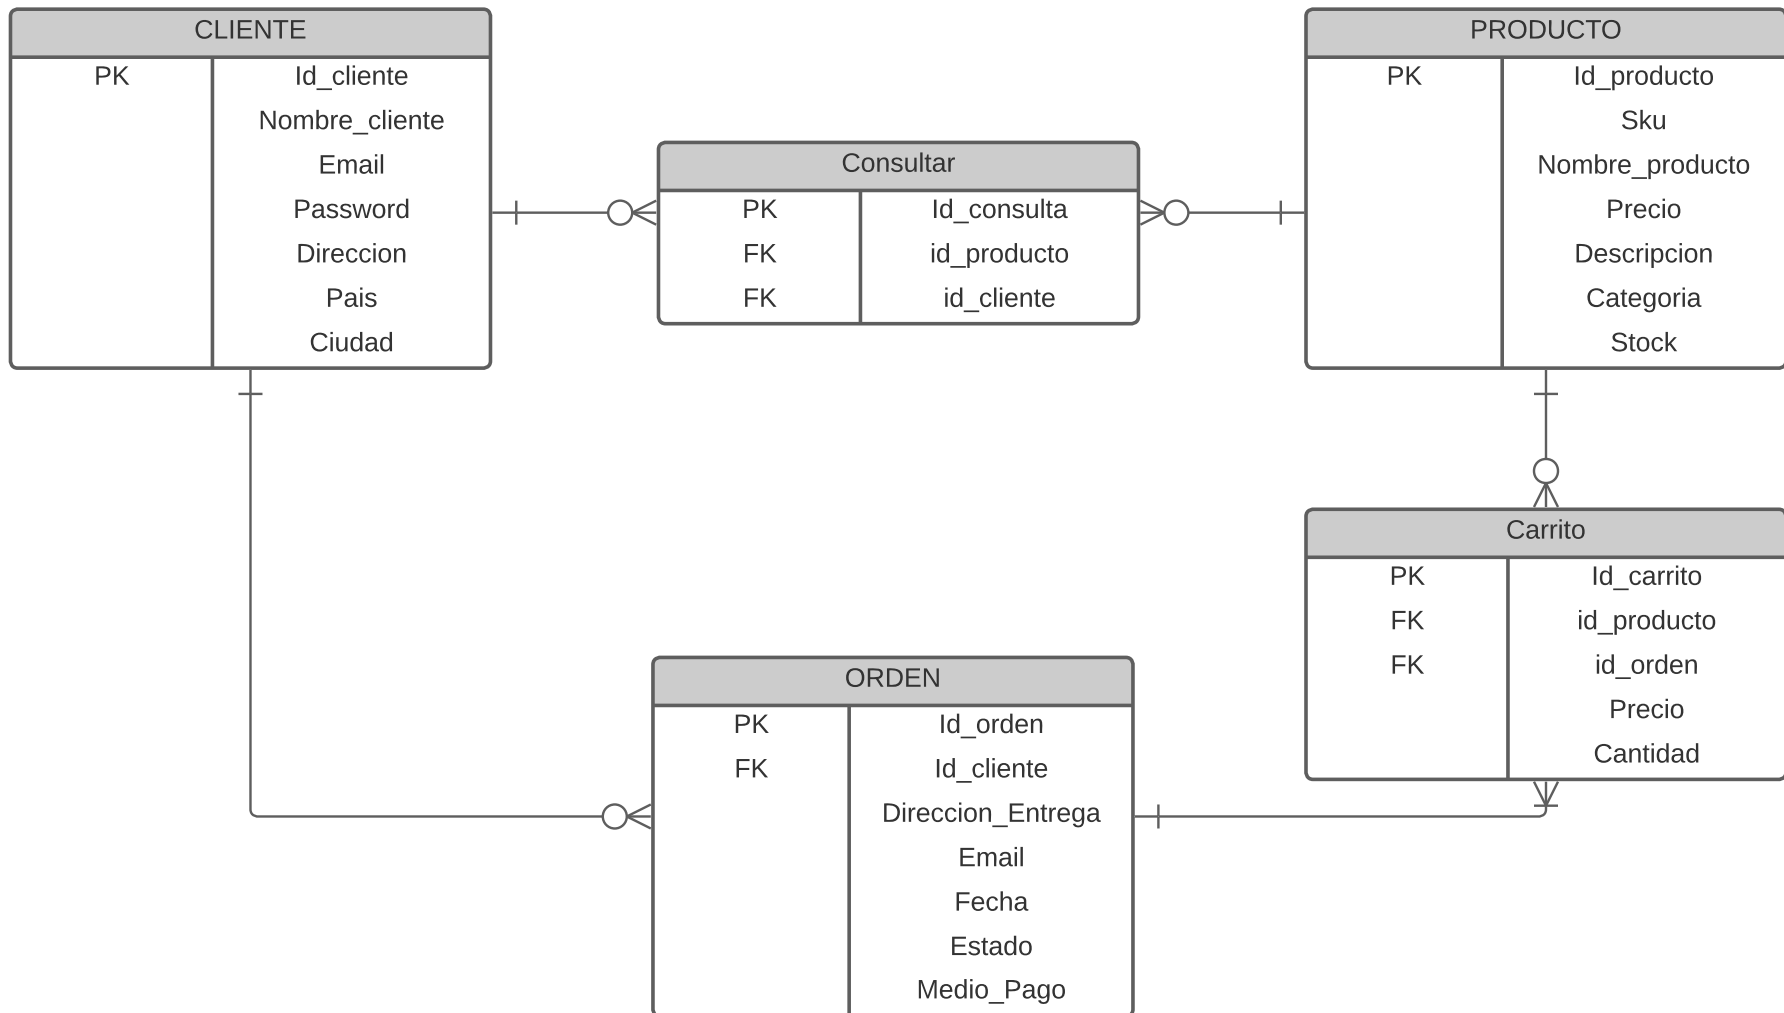 CLIENTE
PK Id_cliente
Nombre_cliente
Email
Password
Direccion
Pais
Ciudad
Consultar
PK Id_consulta
FK id_producto
FK id_cliente
PRODUCTO
PK Id_producto
Sku
Nombre_producto
Precio
Descripcion
Categoria
Stock
Carrito
PK Id_carrito
FK id_producto
FK id_orden
Precio
Cantidad
ORDEN
PK Id_orden
FK Id_cliente
Direccion_Entrega
Email
Fecha
Estado
Medio_Pago